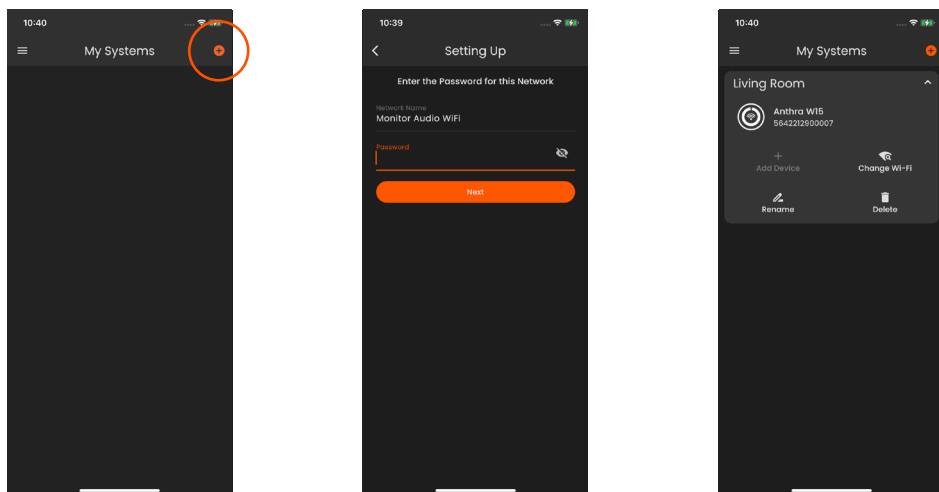 10:40
My Systems
10:39
Setting Up
Enter the Password for this Network
Network Name
Monitor Audio WiFi
Password
Next
10:40
My Systems
Living Room
Anthra W15
5642212900007
Add Device
Change Wi-Fi
Rename
Delete